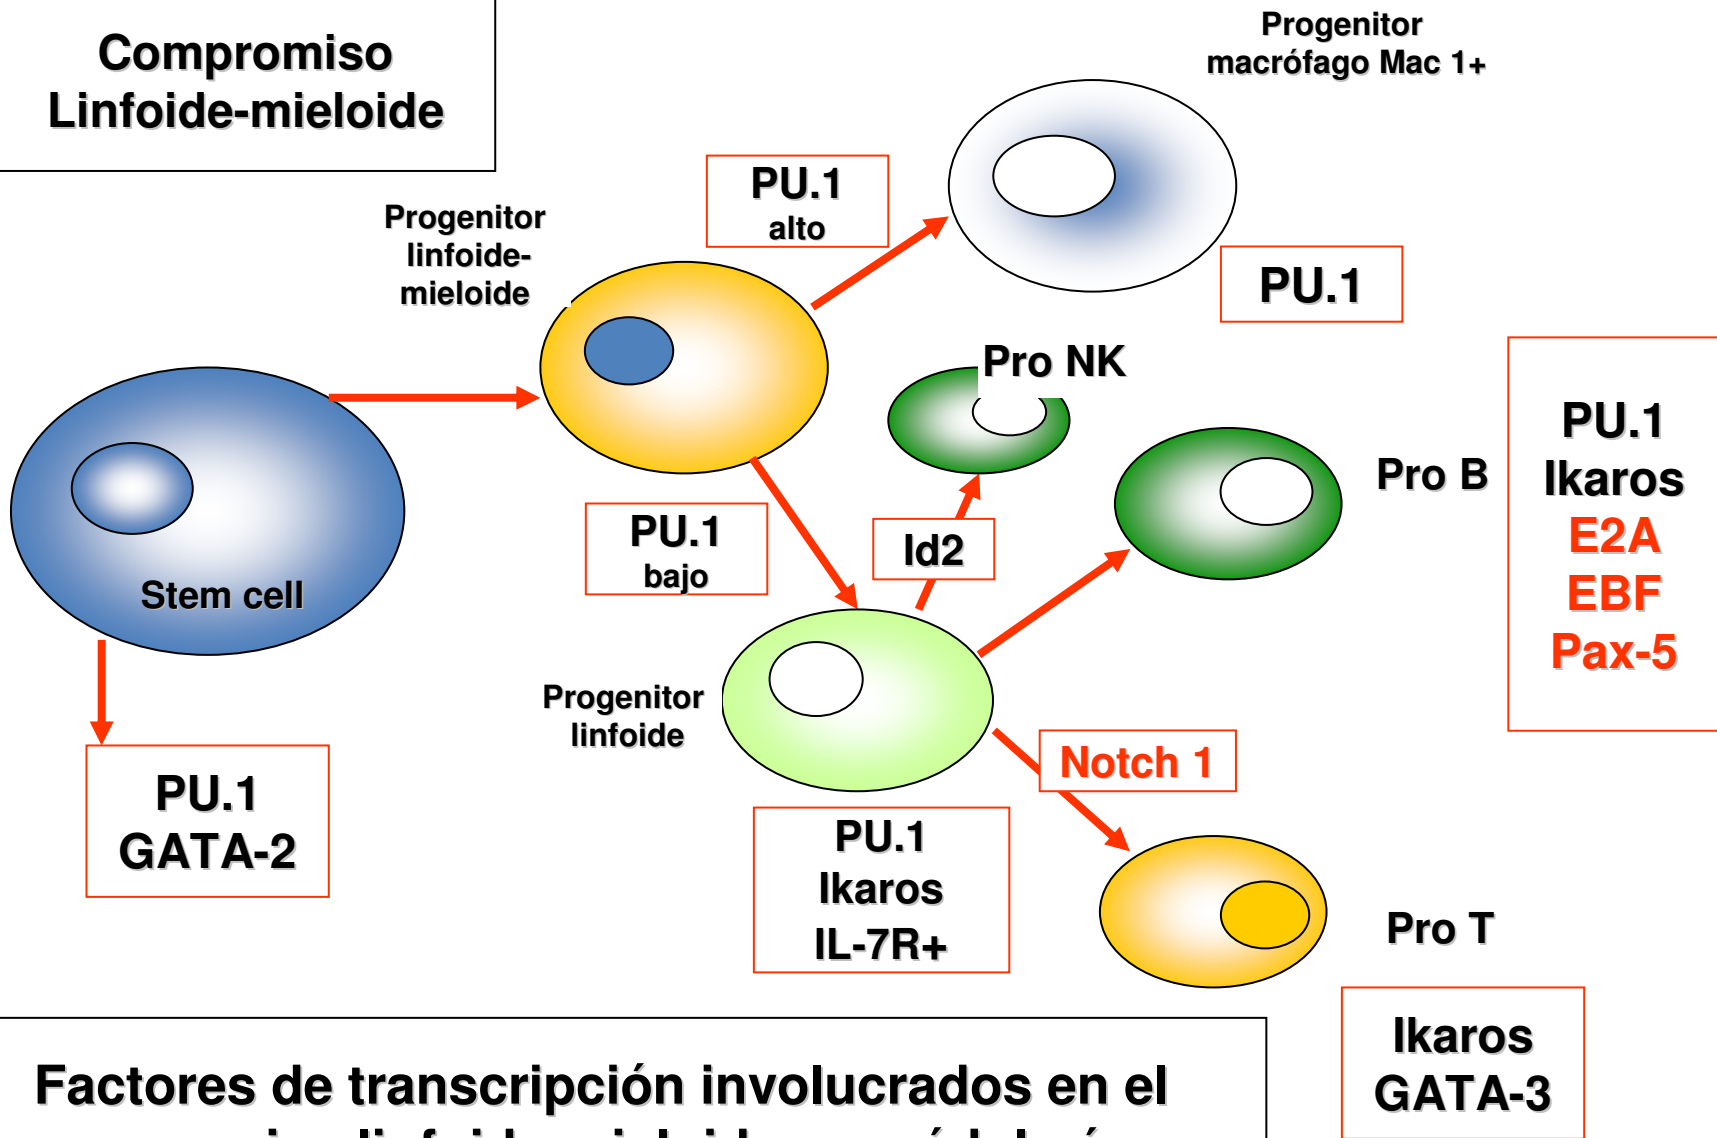 Compromiso
Linfoide-mieloide
Progenitor
macrófago Mac 1+
PU.1
alto
Progenitor
linfoide-
mieloide
PU.1
Pro NK
PU.1
Ikaros
E2A
EBF
Pax-5
Pro B
PU.1
bajo
Id2
Stem cell
Progenitor
linfoide
Notch 1
PU.1
GATA-2
PU.1
Ikaros
IL-7R+
Pro T
Ikaros
GATA-3
Factores de transcripción involucrados en el